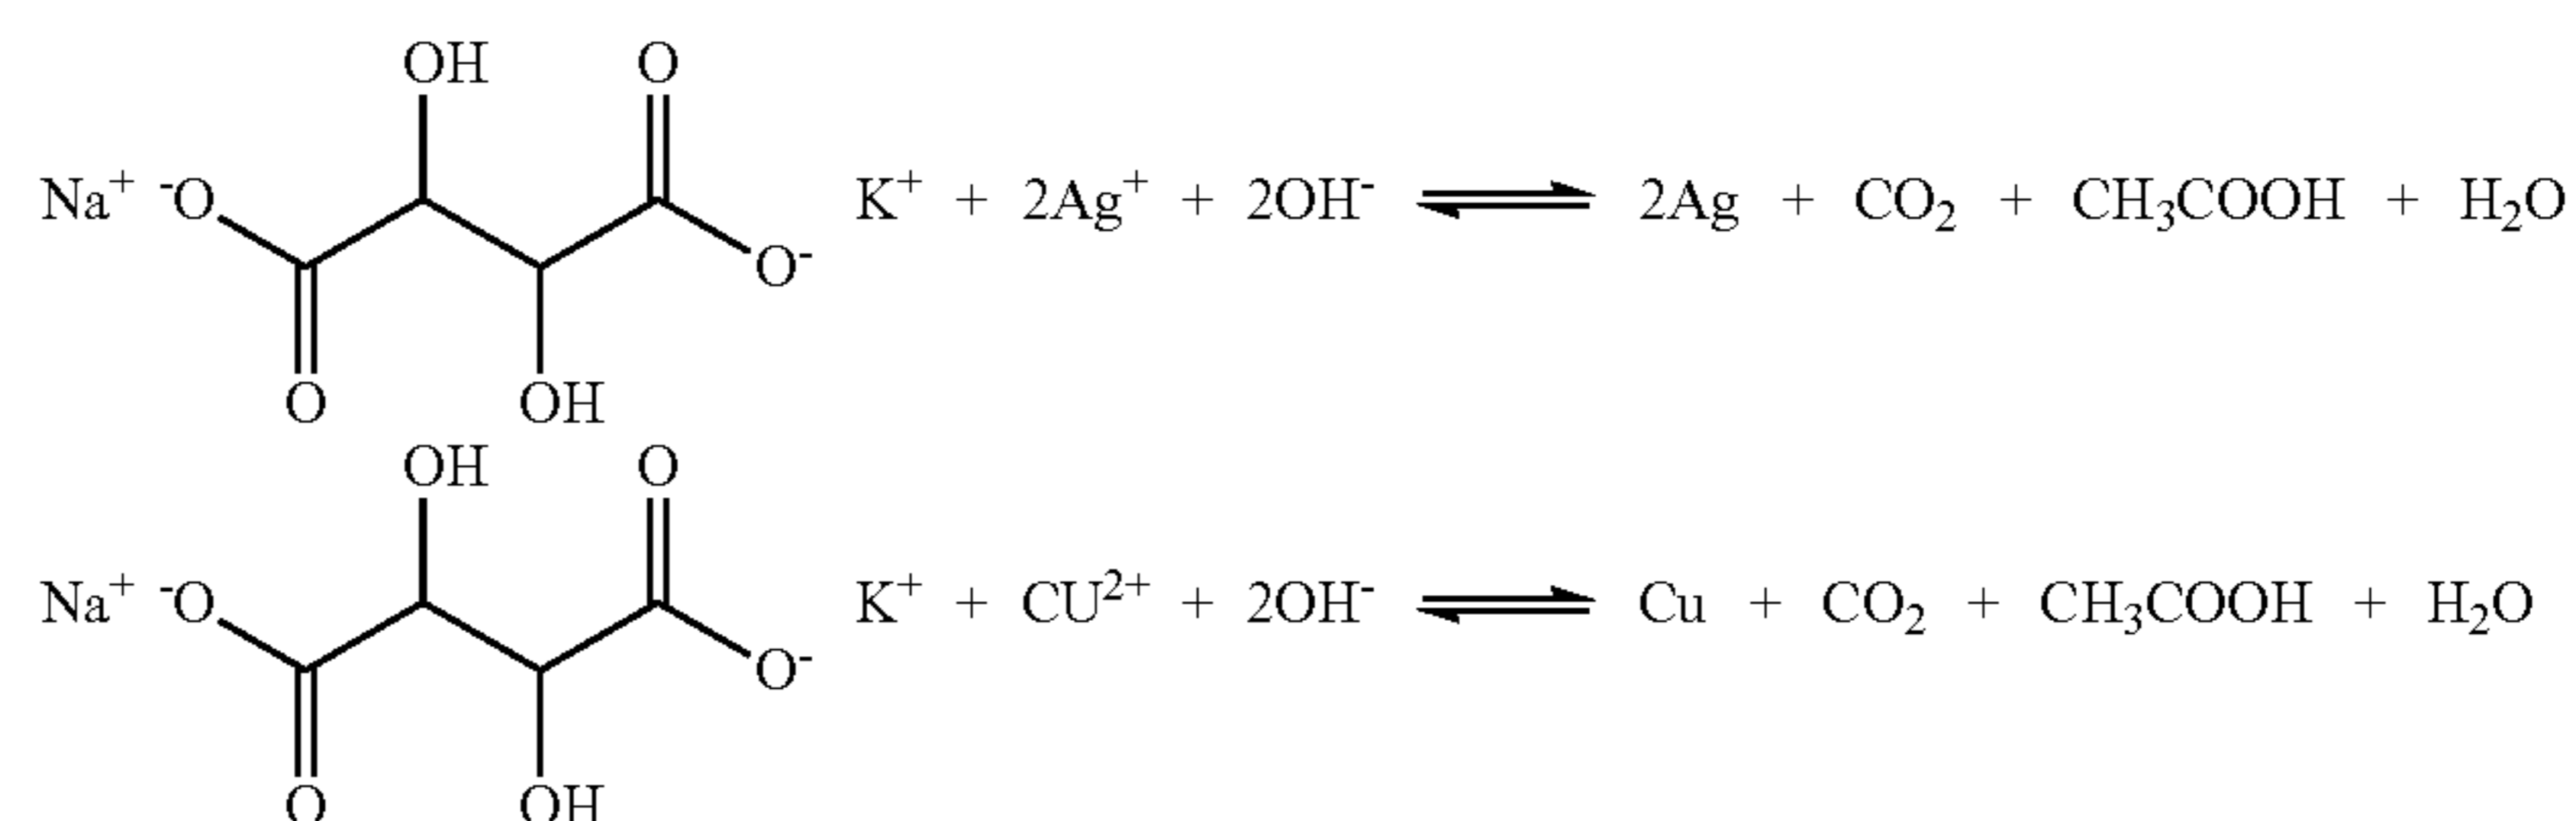 OH O
Na⁺ ⁻O K⁺ + 2Ag⁺ + 2OH⁻ ⇌ 2Ag + CO₂ + CH₃COOH + H₂O
O⁻
O OH
OH O
Na⁺ ⁻O K⁺ + CU²⁺ + 2OH⁻ ⇌ Cu + CO₂ + CH₃COOH + H₂O
O⁻
O OH